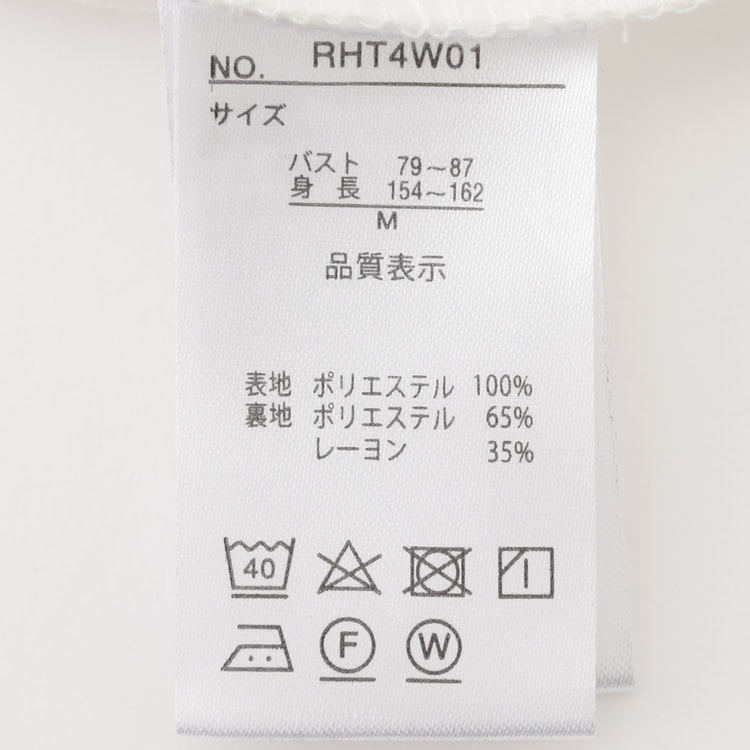 NO. RHT4W01
サイズ
バスト 79～87
身長 154～162
M
品質表示
表地 ポリエステル 100%
裏地 ポリエステル 65%
レーヨン 35%
40
F W